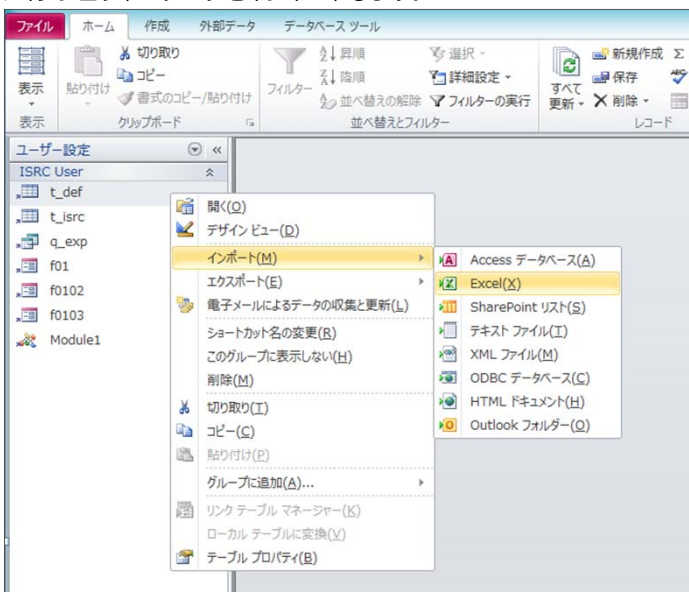 ファイル ホーム 作成 外部データ データベース ツール
表示
貼り付け
切り取り
コピー
書式のコピー/貼り付け
フィルター
昇順
降順
並べ替えの解除
選択
詳細設定
フィルターの実行
すべて
更新
新規作成
保存
削除
Σ
表示 クリップボード 並べ替えとフィルター レコード
ユーザー設定
ISRC User
t_def
t_isrc
q_exp
f01
f0102
f0103
Module1
開く(O)
デザイン ビュー(D)
インポート(M)
エクスポート(E)
電子メールによるデータの収集と更新(L)
ショートカット名の変更(R)
このグループに表示しない(H)
削除(M)
切り取り(T)
コピー(C)
貼り付け(P)
グループに追加(A)...
リンク テーブル マネージャー(K)
ローカル テーブルに変換(V)
テーブル プロパティ(B)
Access データベース(A)
Excel(X)
SharePoint リスト(S)
テキスト ファイル(T)
XML ファイル(M)
ODBC データベース(C)
HTML ドキュメント(H)
Outlook フォルダー(O)